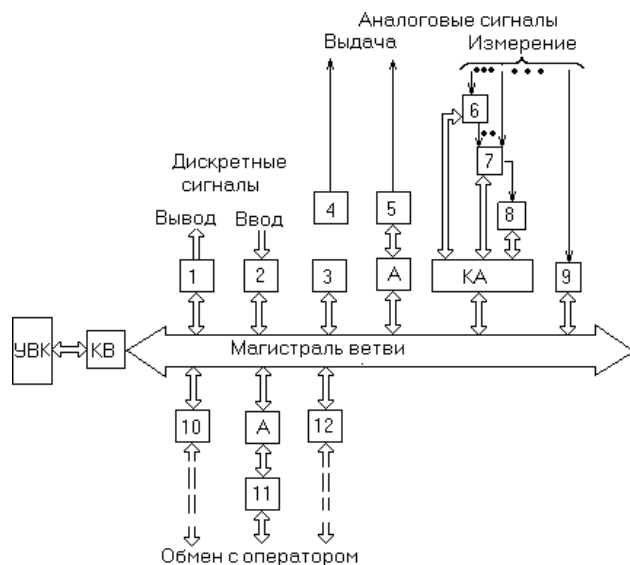 Аналоговые сигналы
Выдача Измерение
6
7
Дискретные
сигналы
Вывод Ввод
4 5 8
1 2 3 А КА 9
УВК КВ Магистраль ветви
10 А 12
11
Обмен с оператором